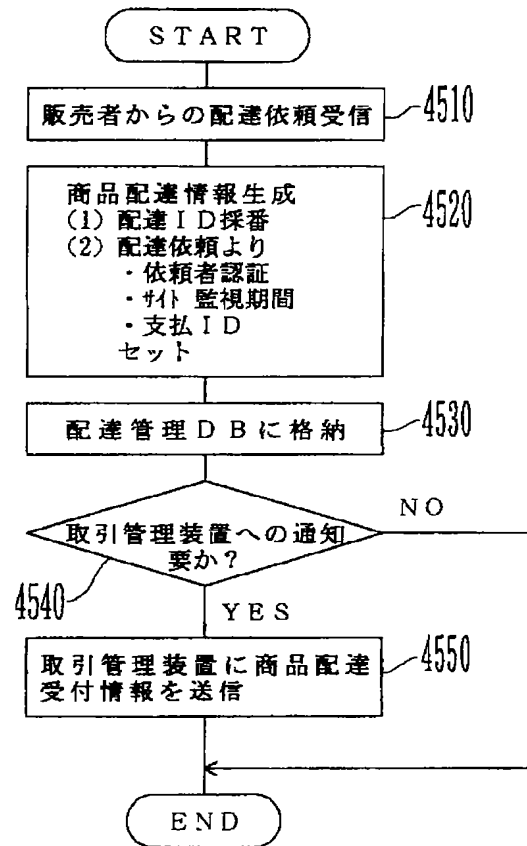 START
販売者からの配達依頼受信
4510
商品配達情報生成
(1) 配達ID採番
(2) 配達依頼より
・依頼者認証
・サイト監視期間
・支払ID
セット
4520
配達管理DBに格納
4530
取引管理装置への通知
要か?
4540
NO
YES
取引管理装置に商品配達
受付情報を送信
4550
END